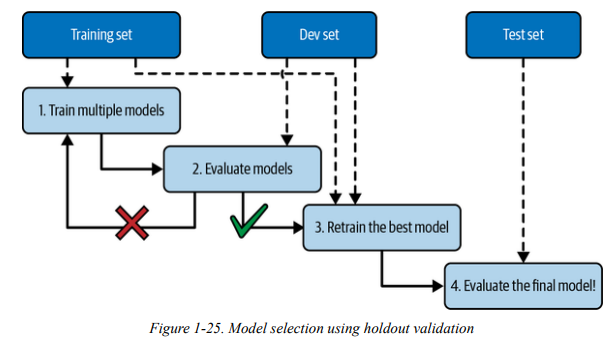 Training set
Dev set
Test set
1. Train multiple models
2. Evaluate models
3. Retrain the best model
4. Evaluate the final model!
Figure 1-25. Model selection using holdout validation